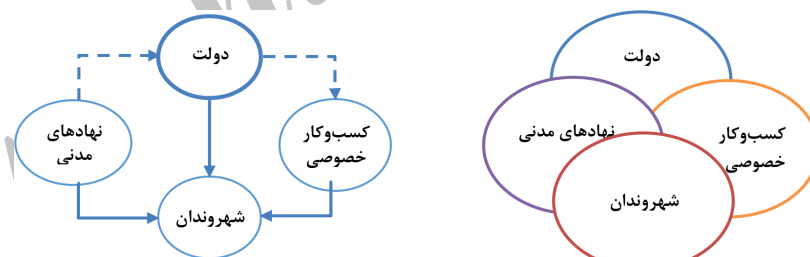 دولت
نهادهای
مدنی
کسب‌وکار
خصوصی
شهروندان
دولت
نهادهای مدنی
کسب‌وکار
خصوصی
شهروندان